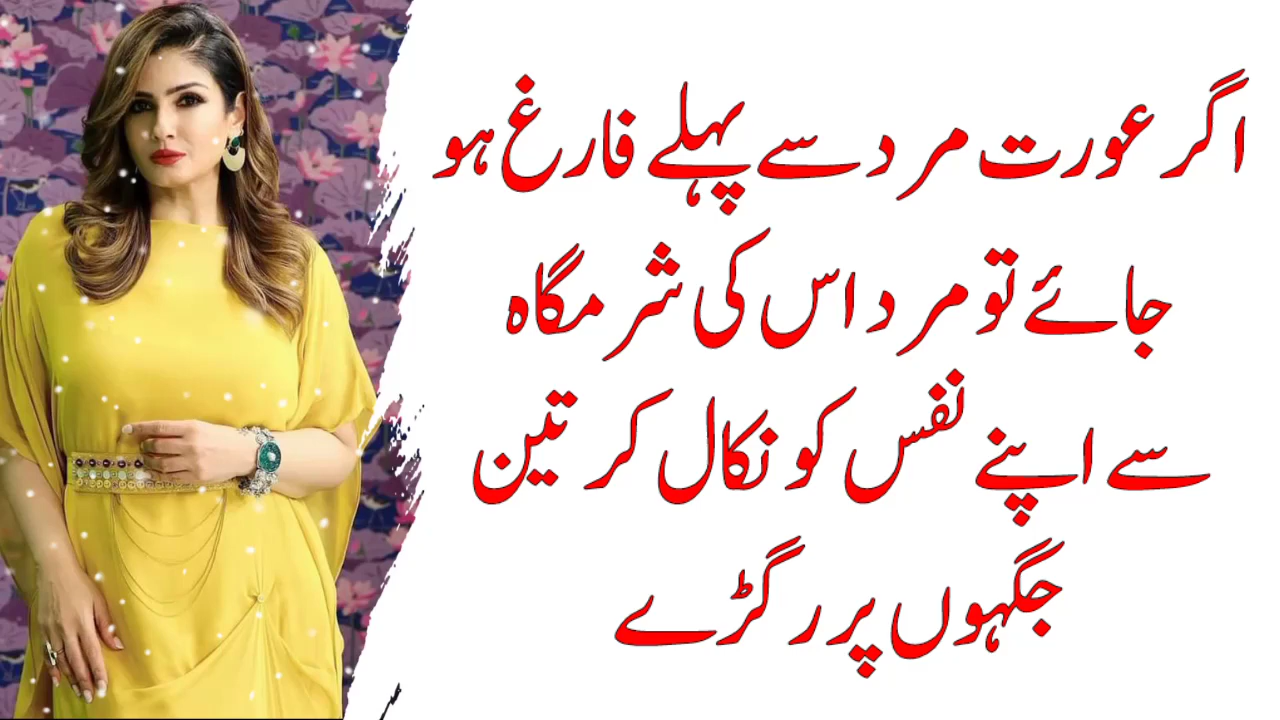 اگر عورت مرد سے پہلے فارغ ہو
جائے تو مرد اس کی شرمگاہ
سے اپنے نفس کو نکال کر تین
جگہوں پر رگڑے